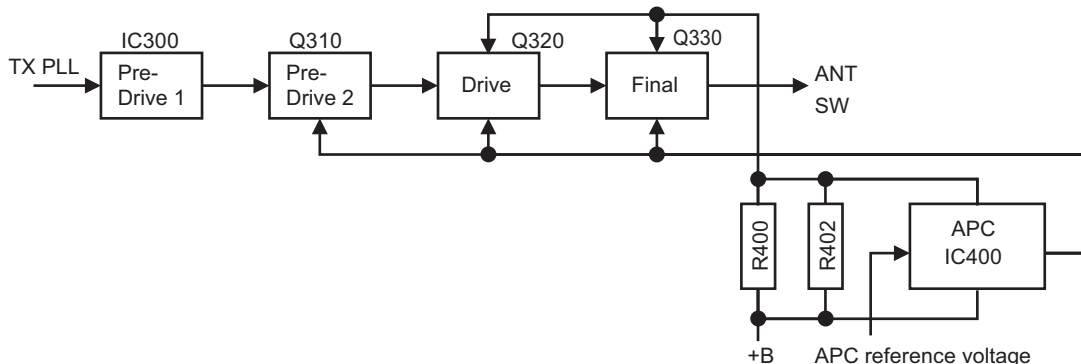 IC300
Q310
Q320
Q330
TX PLL
Pre-
Drive 1
Pre-
Drive 2
Drive
Final
ANT
SW
R400
R402
APC
IC400
+B
APC reference voltage